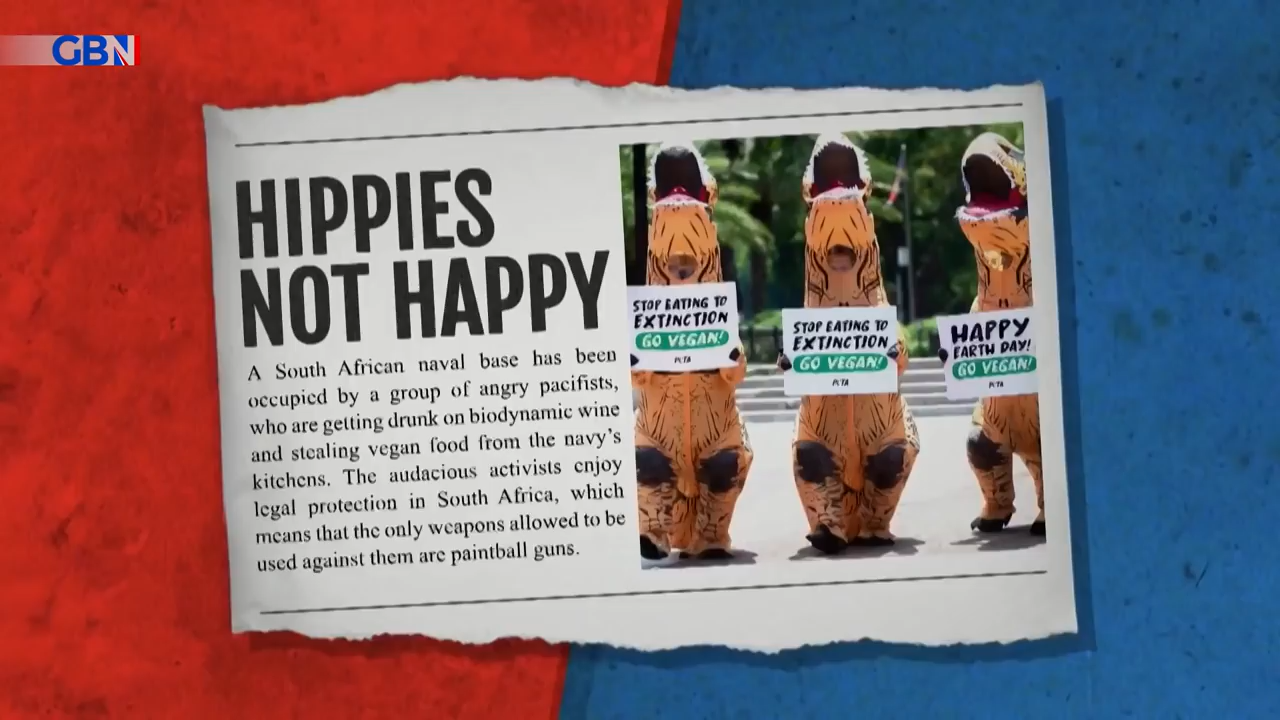 GBN
HIPPIES
NOT HAPPY
A South African naval base has been
occupied by a group of angry pacifists,
who are getting drunk on biodynamic wine
and stealing vegan food from the navy's
kitchens. The audacious activists enjoy
legal protection in South Africa, which
means that the only weapons allowed to be
used against them are paintball guns.
STOP EATING TO
EXTINCTION
GO VEGAN!
PETA
STOP EATING TO
EXTINCTION
GO VEGAN!
PETA
HAPPY
EARTH DAY!
GO VEGAN!
PETA